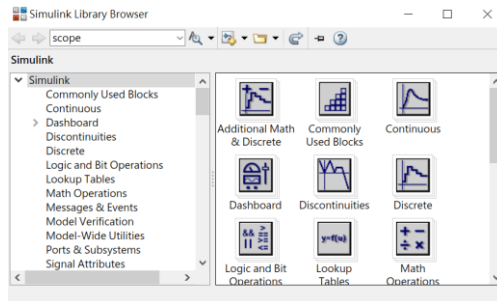 Simulink Library Browser
scope
Simulink
Simulink
Commonly Used Blocks
Continuous
Dashboard
Discontinuities
Discrete
Logic and Bit Operations
Lookup Tables
Math Operations
Messages & Events
Model Verification
Model-Wide Utilities
Ports & Subsystems
Signal Attributes
Additional Math
& Discrete
Commonly
Used Blocks
Continuous
Dashboard
Discontinuities
Discrete
&& ≥
|| <=
y=f(u)
+ -
÷ ×
Logic and Bit
Operations
Lookup
Tables
Math
Operations